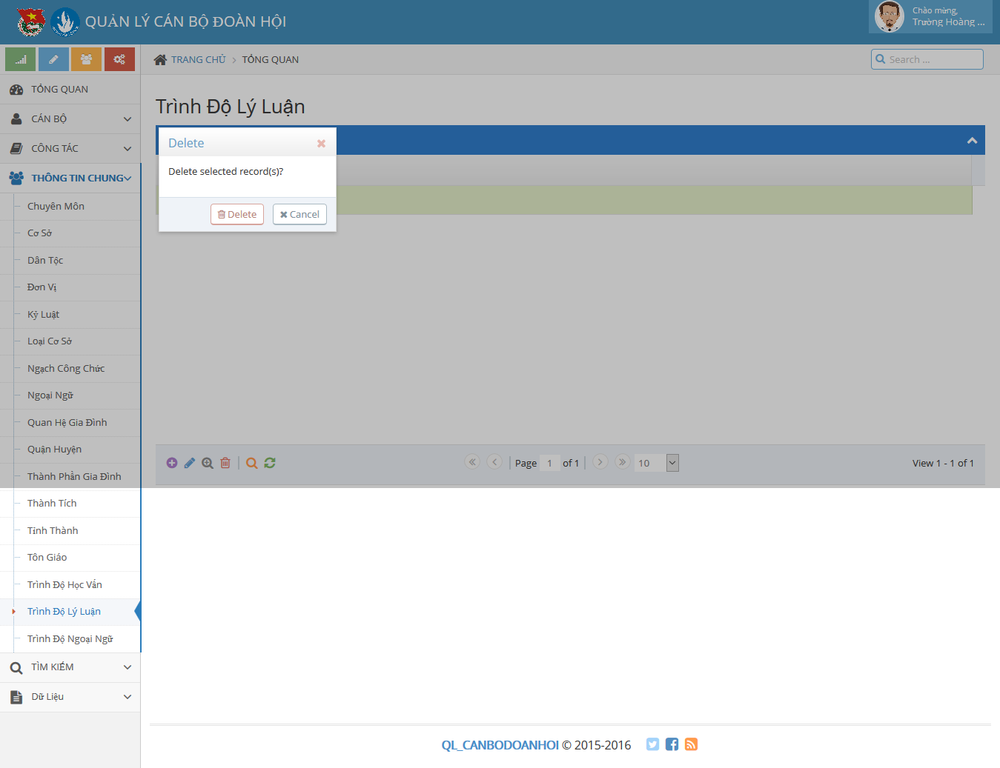 QUẢN LÝ CÁN BỘ ĐOÀN HỘI
Chào mừng,
Trường Hoàng ...
TRANG CHỦ > TỔNG QUAN
Search ...
TỔNG QUAN
CÁN BỘ
CÔNG TÁC
THÔNG TIN CHUNG
Chuyên Môn
Cơ Sở
Dân Tộc
Đơn Vị
Kỷ Luật
Loại Cơ Sở
Ngạch Công Chức
Ngoại Ngữ
Quan Hệ Gia Đình
Quận Huyện
Thành Phần Gia Đình
Thành Tích
Tỉnh Thành
Tôn Giáo
Trình Độ Học Vấn
Trình Độ Lý Luận
Trình Độ Ngoại Ngữ
TÌM KIẾM
Dữ Liệu
Trình Độ Lý Luận
Delete
Delete selected record(s)?
Delete Cancel
Page 1 of 1 10 View 1 - 1 of 1
QL_CANBODOANHOI © 2015-2016